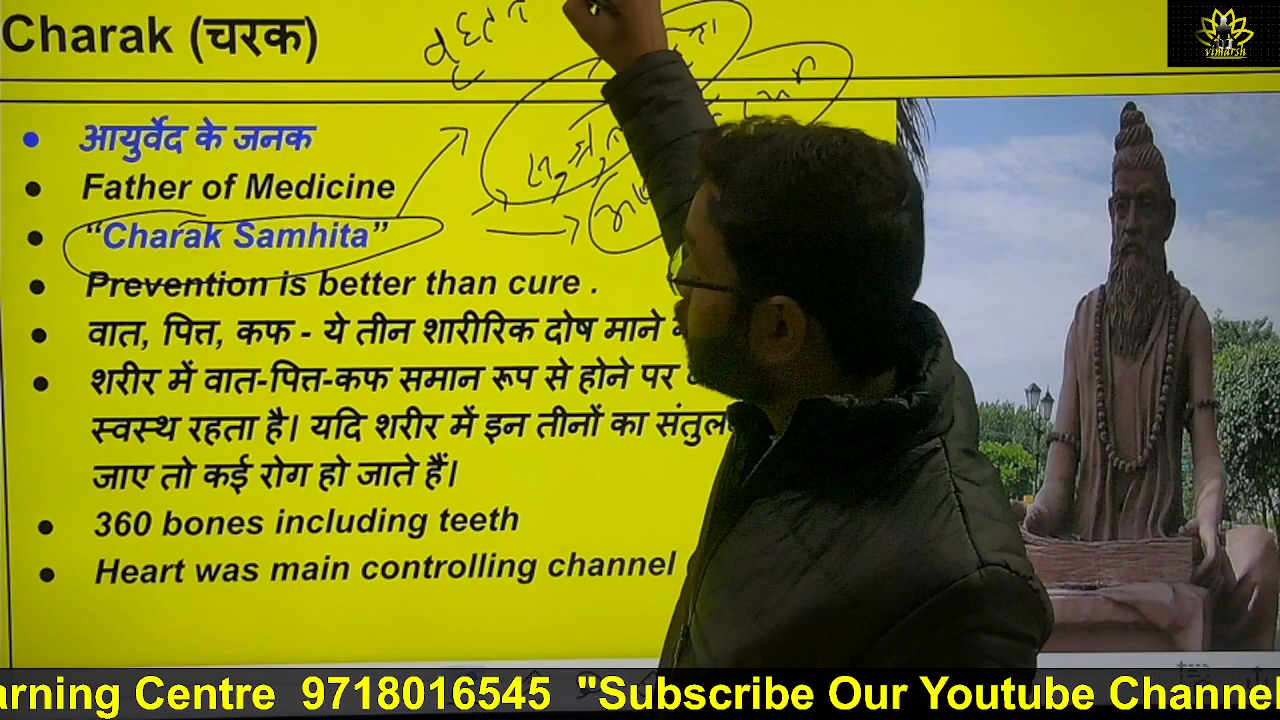 Charak (चरक)
vimarsh
आयुर्वेद के जनक
Father of Medicine
“Charak Samhita”
Prevention is better than cure .
वात, पित्त, कफ - ये तीन शारीरिक दोष माने
शरीर में वात-पित्त-कफ समान रूप से होने पर
स्वस्थ रहता है। यदि शरीर में इन तीनों का संतुल
जाए तो कई रोग हो जाते हैं।
360 bones including teeth
Heart was main controlling channel
arning Centre 9718016545 "Subscribe Our Youtube Channe